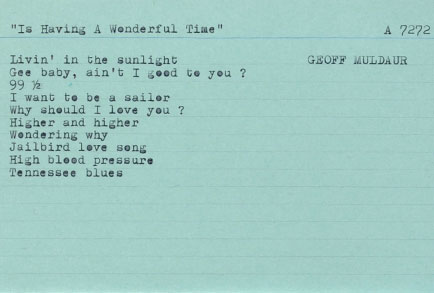 "Is Having A Wonderful Time" A 7272
Livin' in the sunlight GEOFF MULDAUR
Gee baby, ain't I good to you ?
99 ½
I want to be a sailor
Why should I love you ?
Higher and higher
Wondering why
Jailbird love song
High blood pressure
Tennessee blues